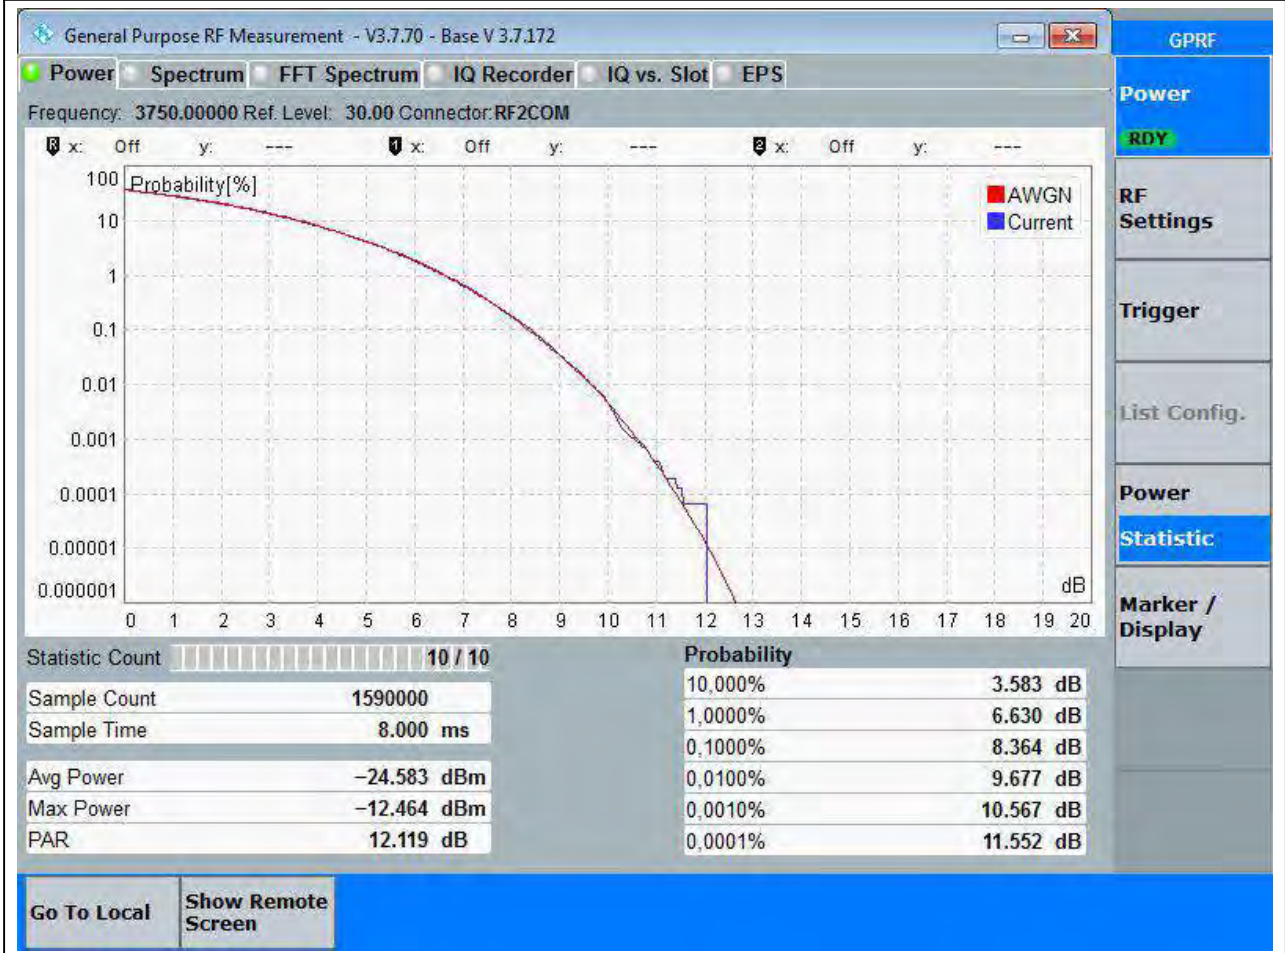 General Purpose RF Measurement - V3.7.70 - Base V 3.7.172
GPRF
Power Spectrum FFT Spectrum IQ Recorder IQ vs. Slot EPS
Frequency: 3750.00000 Ref. Level: 30.00 Connector:RF2COM
R x: Off y: --- 1 x: Off y: --- 2 x: Off y: ---
Probability[%]
AWGN
Current
100
10
1
0.1
0.01
0.001
0.0001
0.00001
0.000001
dB
0 1 2 3 4 5 6 7 8 9 10 11 12 13 14 15 16 17 18 19 20
Statistic Count 10 / 10
Sample Count 1590000
Sample Time 8.000 ms
Avg Power −24.583 dBm
Max Power −12.464 dBm
PAR 12.119 dB
Probability
10,000% 3.583 dB
1,0000% 6.630 dB
0,1000% 8.364 dB
0,0100% 9.677 dB
0,0010% 10.567 dB
0,0001% 11.552 dB
Power
RDY
RF
Settings
Trigger
List Config.
Power
Statistic
Marker /
Display
Go To Local
Show Remote
Screen